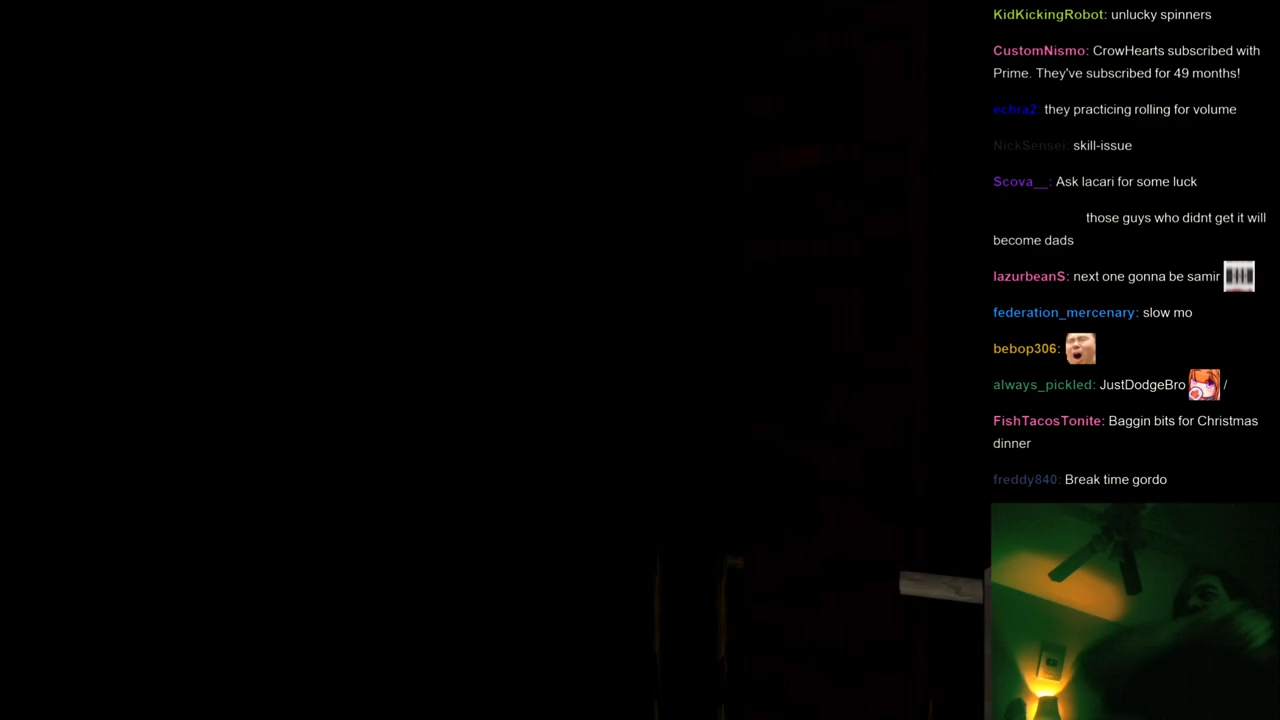 KidKickingRobot: unlucky spinners
CustomNismo: CrowHearts subscribed with
Prime. They've subscribed for 49 months!
echra2: they practicing rolling for volume
NickSensei: skill-issue
Scova__: Ask lacari for some luck
those guys who didnt get it will
become dads
lazurbeanS: next one gonna be samir
federation_mercenary: slow mo
bebop306:
always_pickled: JustDodgeBro /
FishTacosTonite: Baggin bits for Christmas
dinner
freddy840: Break time gordo